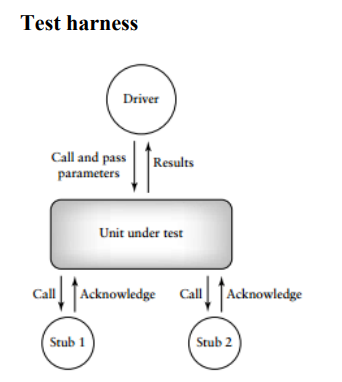 Test harness
Driver
Call and pass
parameters
Results
Unit under test
Call
Acknowledge
Call
Acknowledge
Stub 1
Stub 2